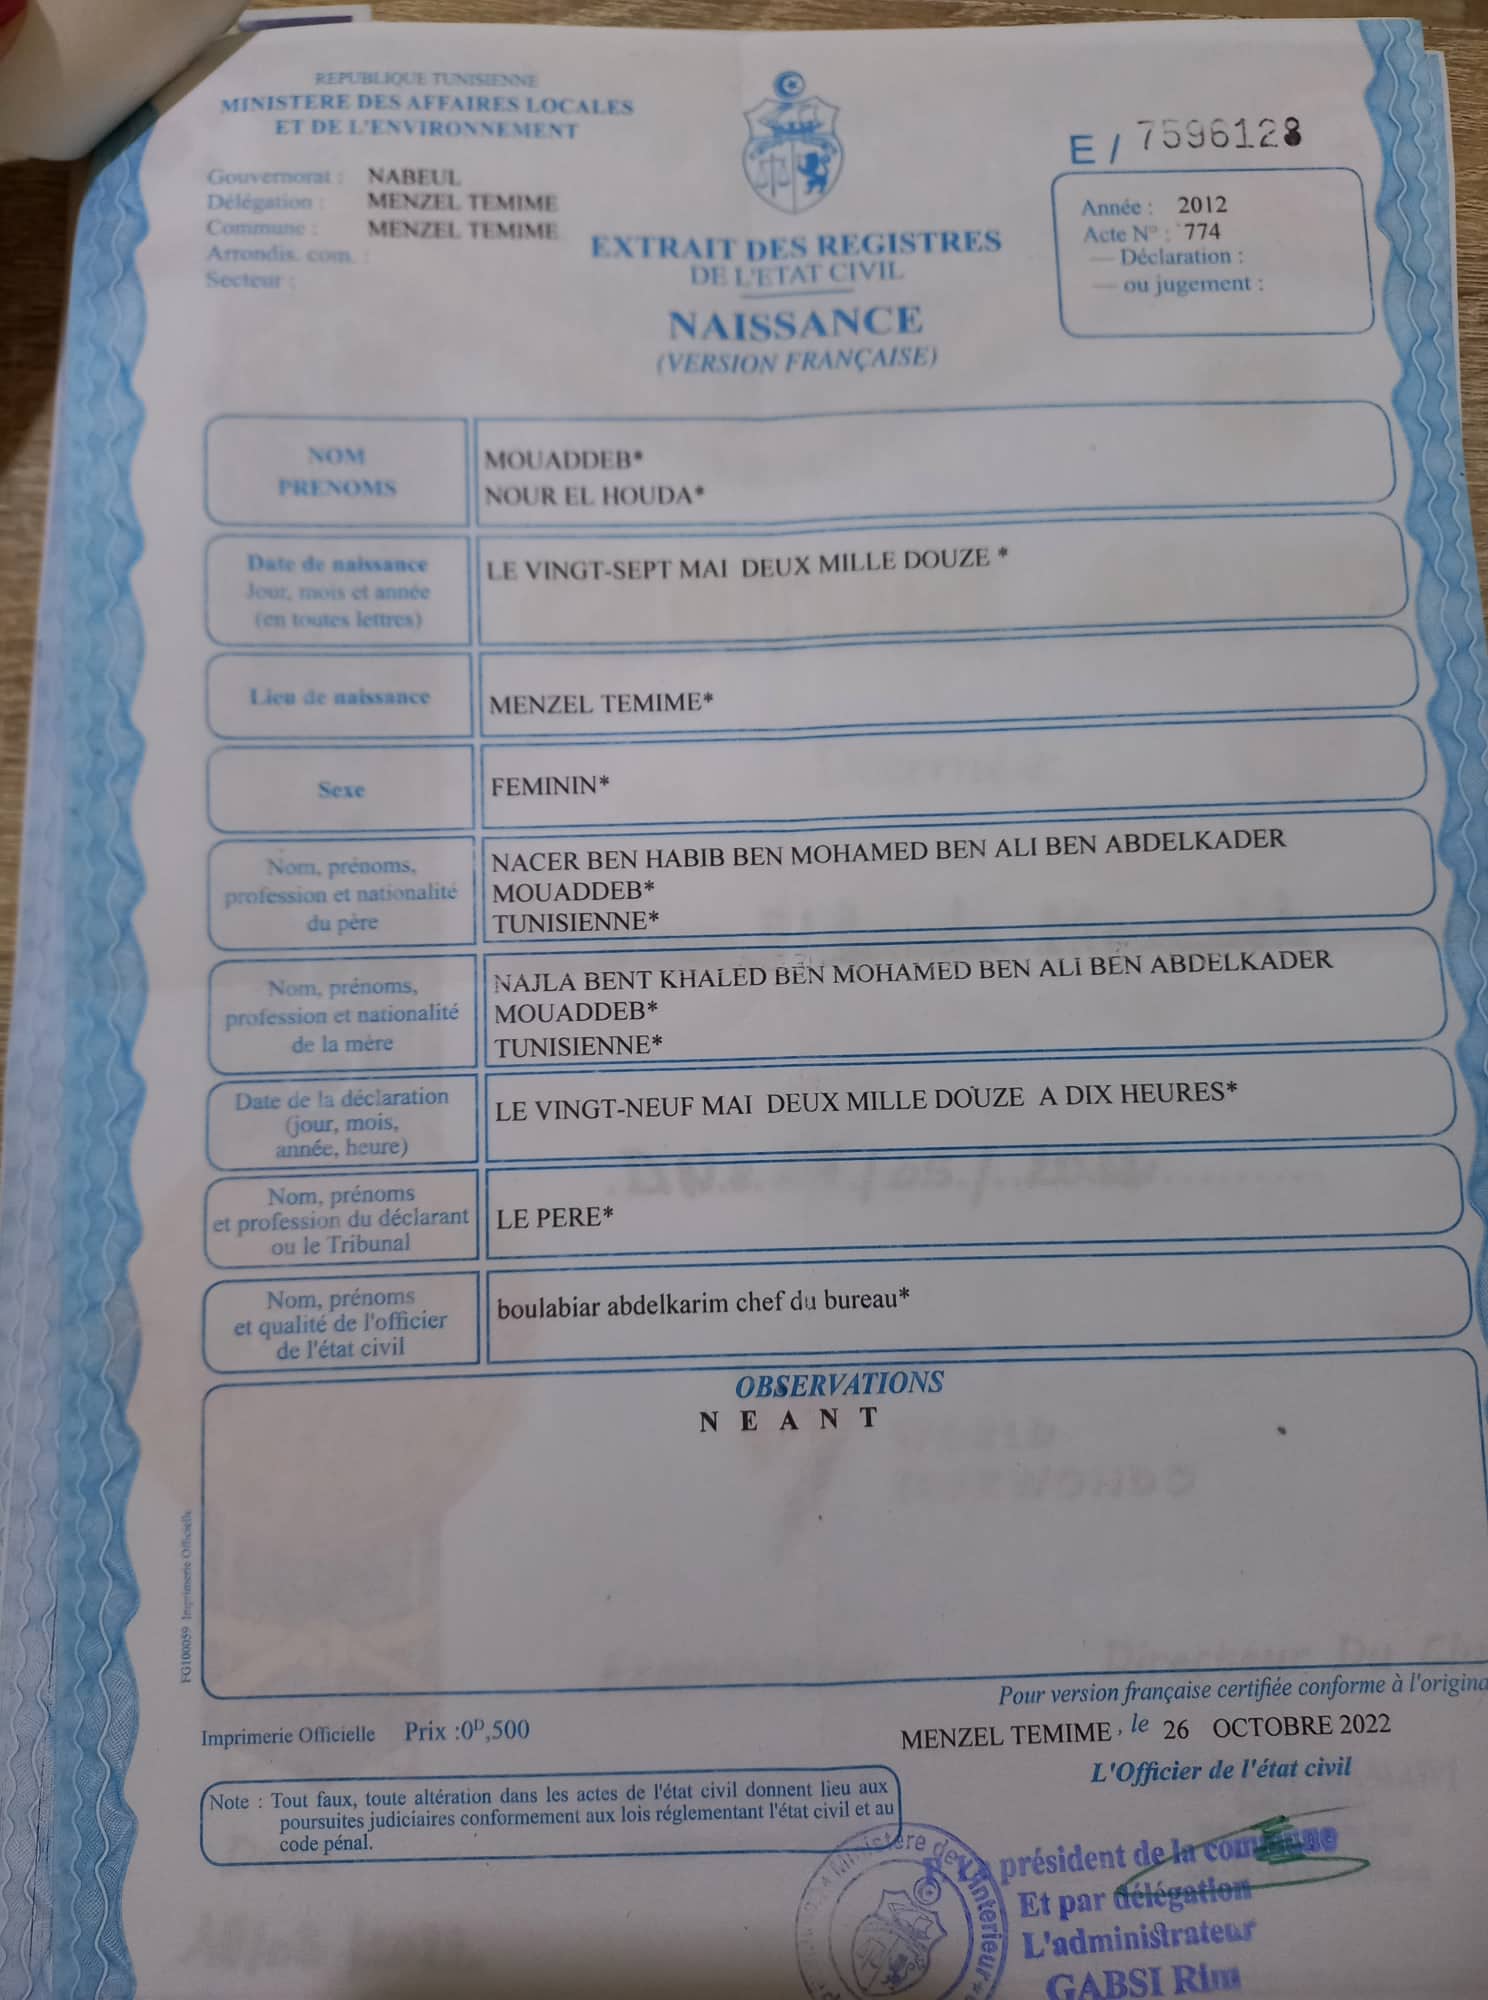 REPUBLIQUE TUNISIENNE
MINISTERE DES AFFAIRES LOCALES
ET DE L'ENVIRONNEMENT
Gouvernorat : NABEUL
Délégation : MENZEL TEMIME
Commune : MENZEL TEMIME
Arrondis. com. :
Secteur :
EXTRAIT DES REGISTRES
DE L'ETAT CIVIL
NAISSANCE
(VERSION FRANÇAISE)
E / 7596128
Année : 2012
Acte N° : 774
— Déclaration :
— ou jugement :
NOM
PRENOMS
MOUADDEB*
NOUR EL HOUDA*
Date de naissance
Jour, mois et année
(en toutes lettres)
LE VINGT-SEPT MAI DEUX MILLE DOUZE *
Lieu de naissance
MENZEL TEMIME*
Sexe
FEMININ*
Nom, prénoms,
profession et nationalité
du père
NACER BEN HABIB BEN MOHAMED BEN ALI BEN ABDELKADER
MOUADDEB*
TUNISIENNE*
Nom, prénoms,
profession et nationalité
de la mère
NAJLA BENT KHALED BEN MOHAMED BEN ALI BEN ABDELKADER
MOUADDEB*
TUNISIENNE*
Date de la déclaration
(jour, mois,
année, heure)
LE VINGT-NEUF MAI DEUX MILLE DOUZE A DIX HEURES*
Nom, prénoms
et profession du déclarant
ou le Tribunal
LE PERE*
Nom, prénoms
et qualité de l'officier
de l'état civil
boulabiar abdelkarim chef du bureau*
OBSERVATIONS
N E A N T
FG100059 Imprimerie Officielle
Pour version française certifiée conforme à l'origina
Imprimerie Officielle Prix :0D,500
MENZEL TEMIME , le 26 OCTOBRE 2022
L'Officier de l'état civil
Note : Tout faux, toute altération dans les actes de l'état civil donnent lieu aux
poursuites judiciaires conformement aux lois réglementant l'état civil et au
code pénal.
Ministère de l'Interieur
président de la commune
Et par délégation
L'administrateur
GABSI Rim